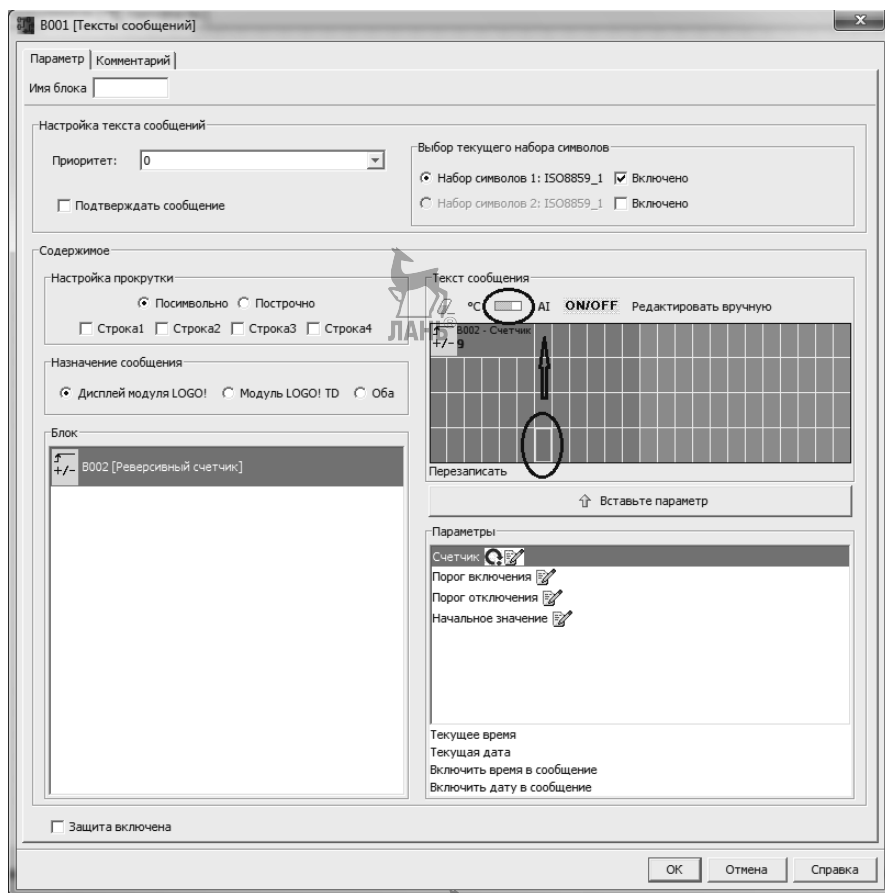 B001 [Тексты сообщений]
Параметр
Комментарий
Имя блока
Настройка текста сообщений
Приоритет: 0
Подтверждать сообщение
Выбор текущего набора символов
Набор символов 1: ISO8859_1 Включено
Набор символов 2: ISO8859_1 Включено
Содержимое
Настройка прокрутки
Посимвольно Построчно
Строка1 Строка2 Строка3 Строка4
Назначение сообщения
Дисплей модуля LOGO! Модуль LOGO! TD Оба
Блок
+/- B002 [Реверсивный счетчик]
Текст сообщения
°C AI ON/OFF Редактировать вручную
ЛАНЬ®
B002 - Счетчик
+/- 9
Перезаписать
Вставьте параметр
Параметры
Счетчик
Порог включения
Порог отключения
Начальное значение
Текущее время
Текущая дата
Включить время в сообщение
Включить дату в сообщение
Защита включена
OK Отмена Справка